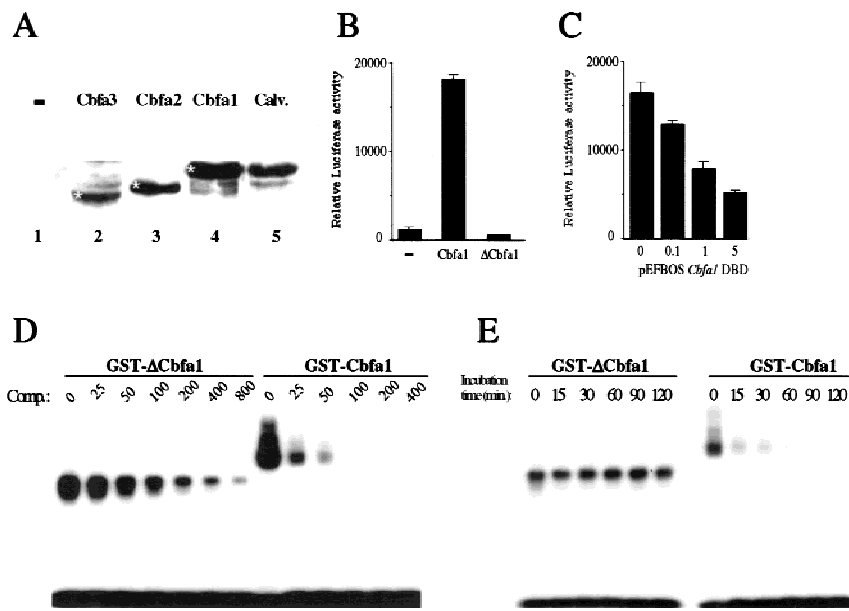 A
- Cbfa3 Cbfa2 Cbfa1 Calv.
* * *
1 2 3 4 5
B
Relative Luciferase activity
20000
10000
0
- Cbfa1 ΔCbfa1
C
Relative Luciferase activity
20000
10000
0
0 0.1 1 5
pEFBOS Cbfa1 DBD
D
GST-ΔCbfa1 GST-Cbfa1
Comp.: 0 25 50 100 200 400 800 0 25 50 100 200 400
E
GST-ΔCbfa1 GST-Cbfa1
Incubation
time (min.): 0 15 30 60 90 120 0 15 30 60 90 120